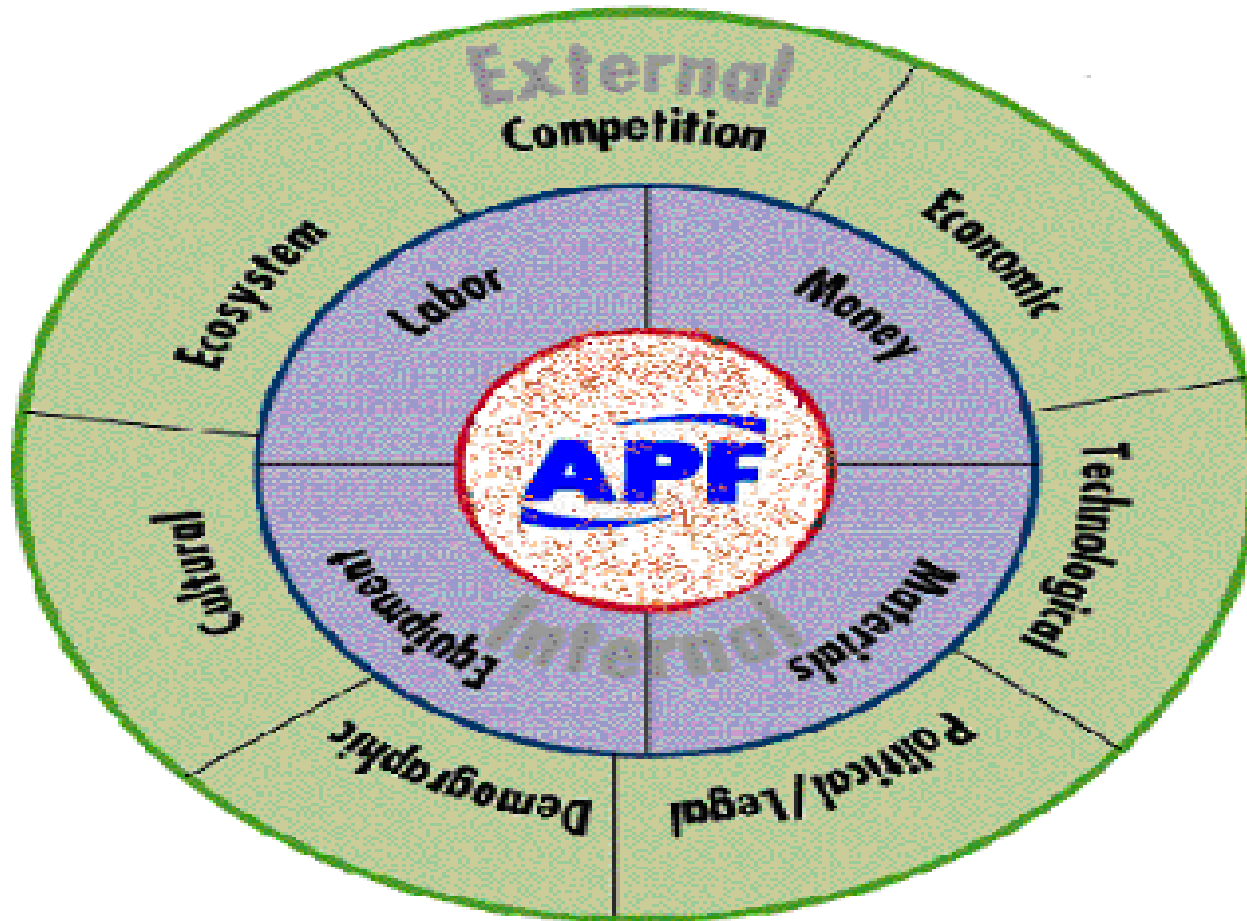 External
Competition
Economic
Technological
Political/Legal
Demographic
Cultural
Ecosystem
Labor
Money
Materials
Internal
Equipment
APF